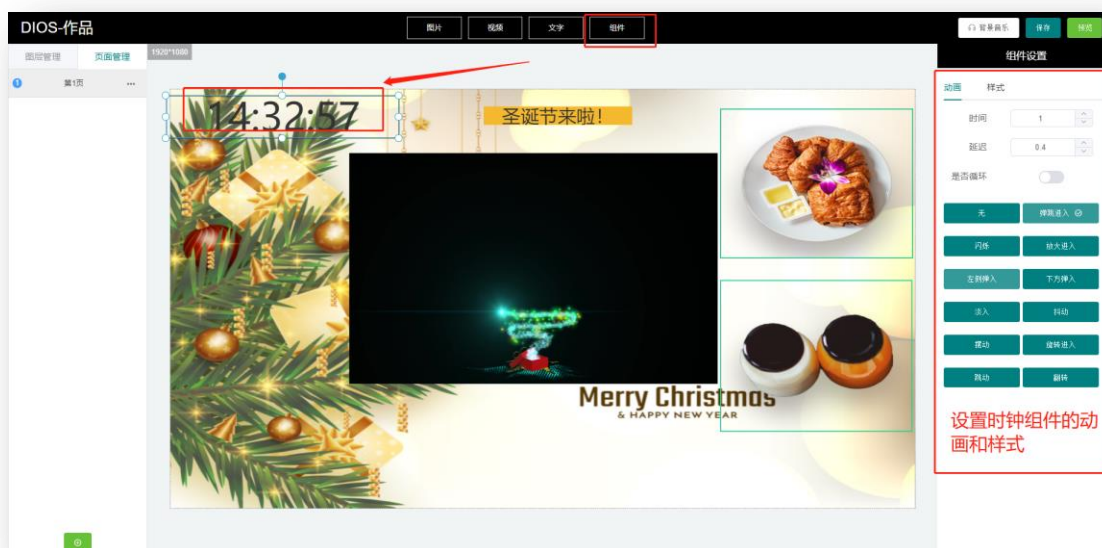 DIOS-作品
图片
视频
文字
组件
背景音乐
保存
预览
图层管理
页面管理
1920*1080
组件设置
1
第1页
...
动画
样式
14:32:57
圣诞节来啦！
时间
1
延迟
0.4
是否循环
无
弹跳进入
闪烁
放大进入
左侧弹入
下方弹入
淡入
抖动
摆动
旋转进入
跳动
翻转
Merry Christmas
& HAPPY NEW YEAR
设置时钟组件的动
画和样式